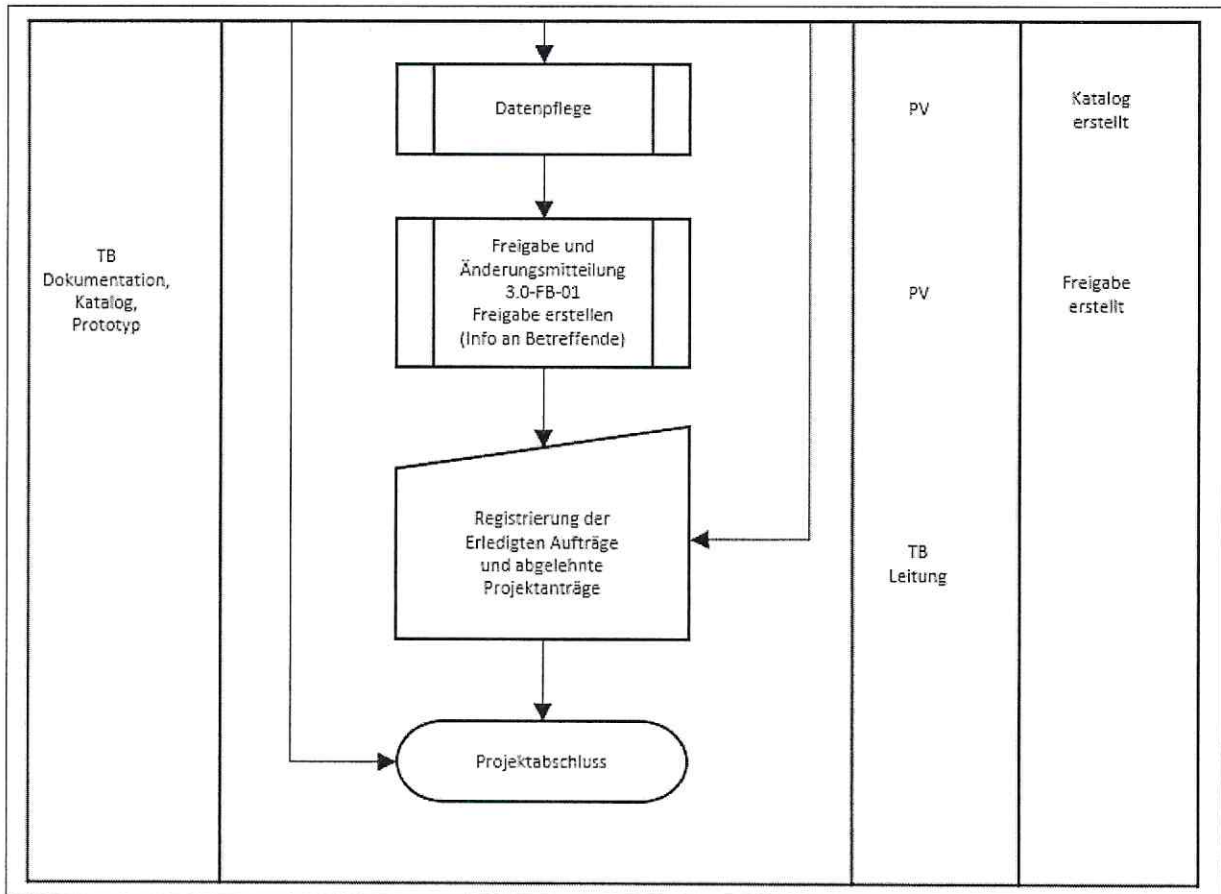 Datenpflege
PV
Katalog
erstellt
TB
Dokumentation,
Katalog,
Prototyp
Freigabe und
Änderungsmitteilung
3.0-FB-01
Freigabe erstellen
(Info an Betreffende)
PV
Freigabe
erstellt
Registrierung der
Erledigten Aufträge
und abgelehnte
Projektanträge
TB
Leitung
Projektabschluss